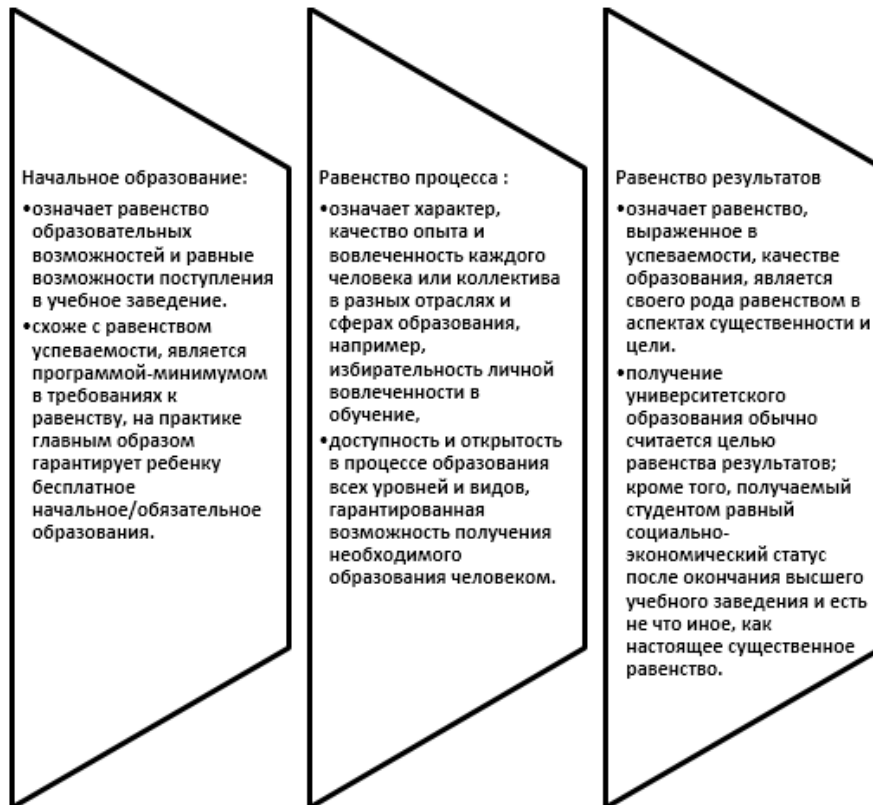 Начальное образование:
•означает равенство
образовательных
возможностей и равные
возможности поступления
в учебное заведение.
•схоже с равенством
успеваемости, является
программой-минимумом
в требованиях к
равенству, на практике
главным образом
гарантирует ребенку
бесплатное
начальное/обязательное
образования.
Равенство процесса :
•означает характер,
качество опыта и
вовлеченность каждого
человека или коллектива
в разных отраслях и
сферах образования,
например,
избирательность личной
вовлеченности в
обучение,
•доступность и открытость
в процессе образования
всех уровней и видов,
гарантированная
возможность получения
необходимого
образования человеком.
Равенство результатов
•означает равенство,
выраженное в
успеваемости, качестве
образования, является
своего рода равенством в
аспектах существенности и
цели.
•получение
университетского
образования обычно
считается целью
равенства результатов;
кроме того, получаемый
студентом равный
социально-
экономический статус
после окончания высшего
учебного заведения и есть
не что иное, как
настоящее существенное
равенство.